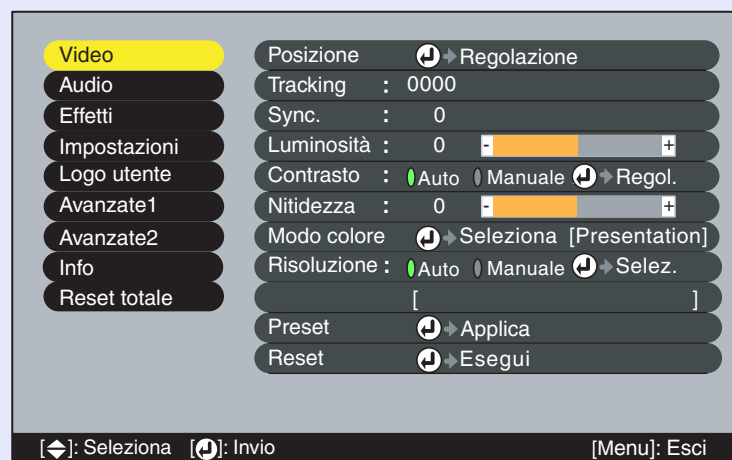 Video
Audio
Effetti
Impostazioni
Logo utente
Avanzate1
Avanzate2
Info
Reset totale
Posizione Regolazione
Tracking : 0000
Sync. : 0
Luminosità : 0 - +
Contrasto : Auto Manuale Regol.
Nitidezza : 0 - +
Modo colore Seleziona [Presentation]
Risoluzione : Auto Manuale Selez.
[ ]
Preset Applica
Reset Esegui
[ ]: Seleziona [ ]: Invio [Menu]: Esci